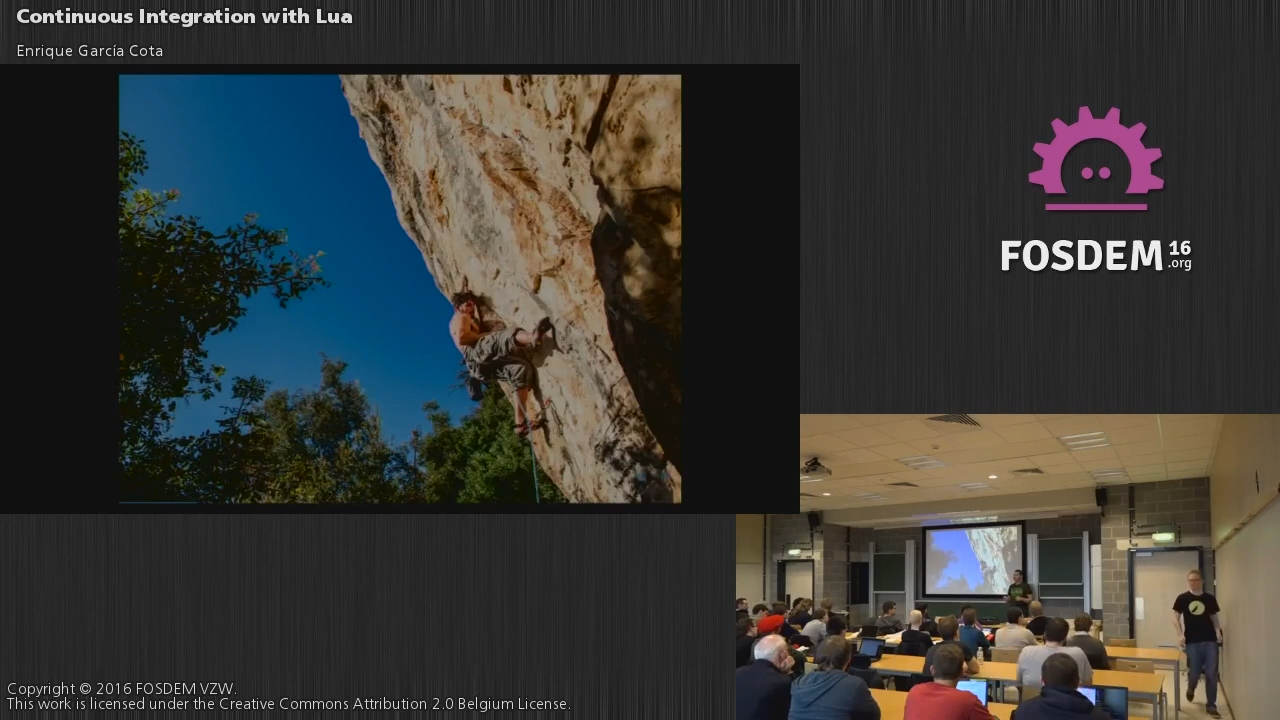 Continuous Integration with Lua
Enrique García Cota
FOSDEM 16
.org
Copyright © 2016 FOSDEM VZW.
This work is licensed under the Creative Commons Attribution 2.0 Belgium License.